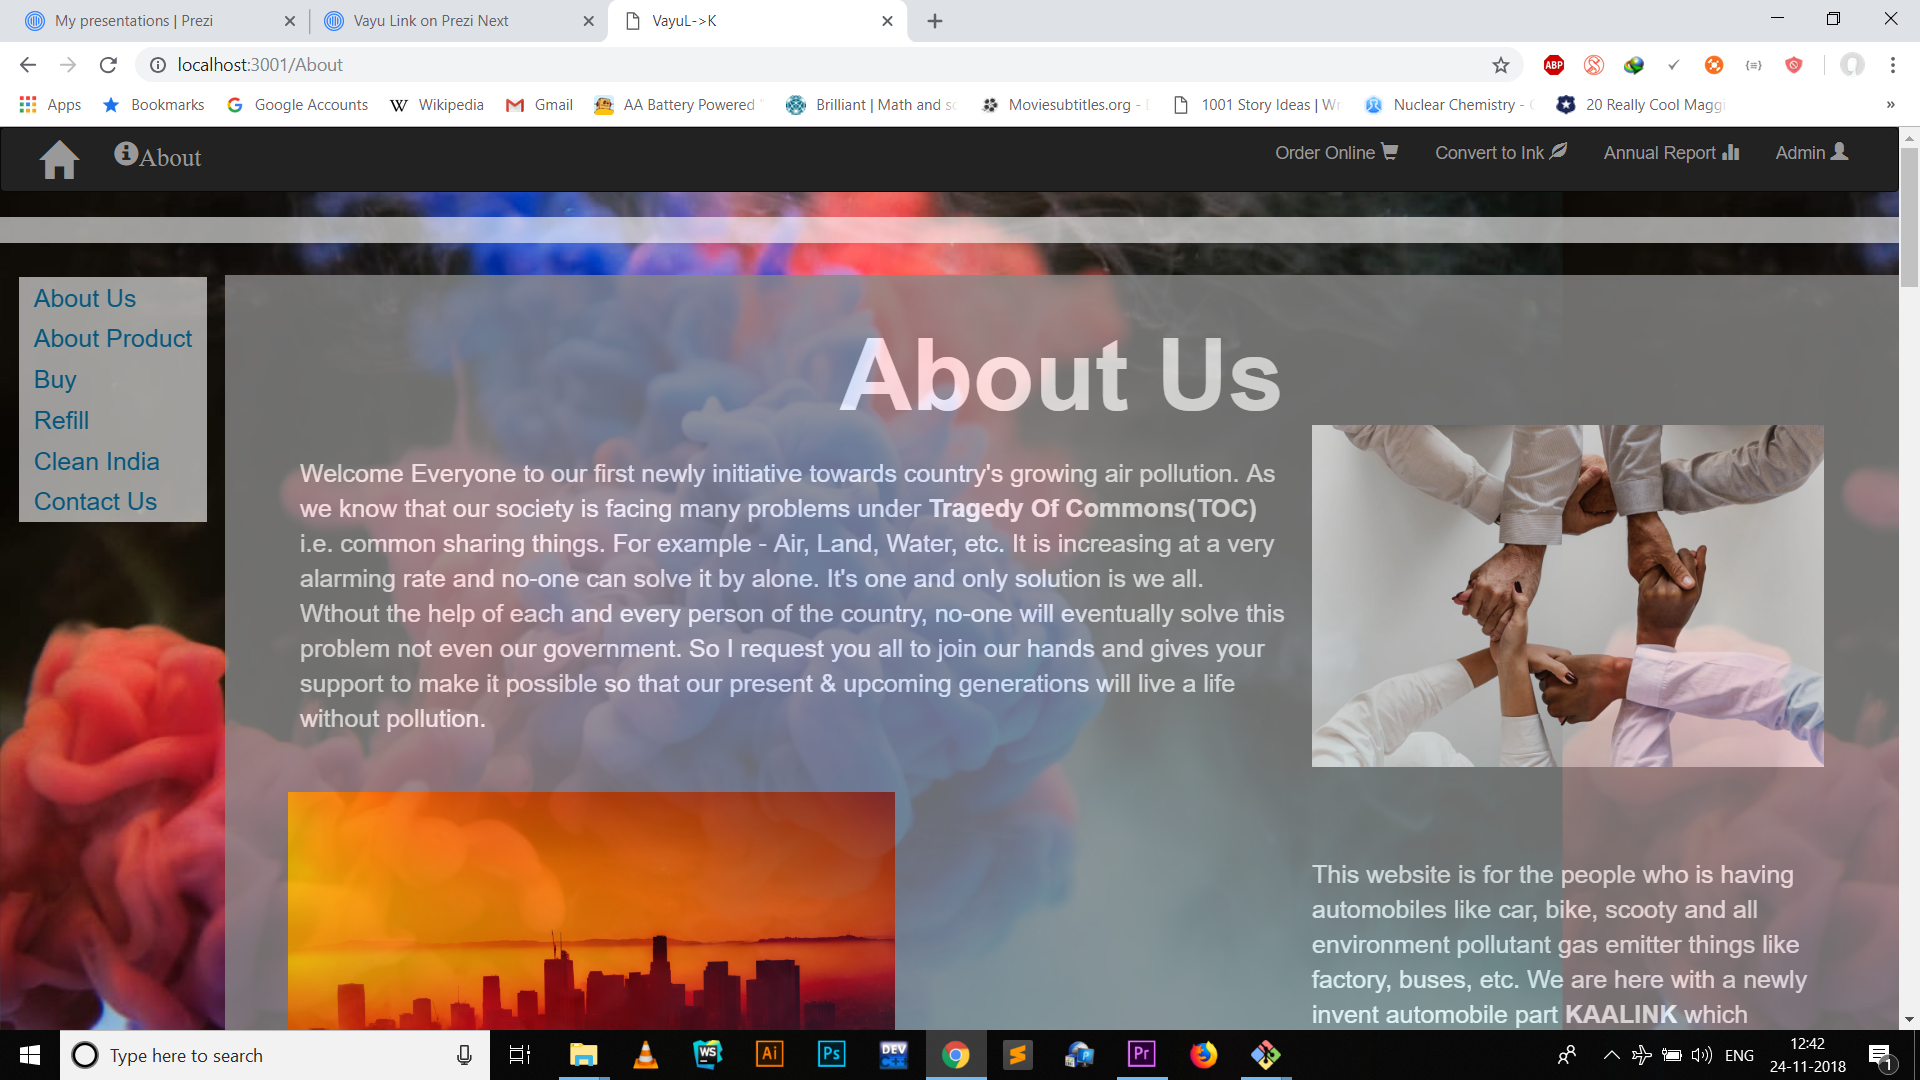 My presentations | Prezi
Vayu Link on Prezi Next
VayuL->K
localhost:3001/About
ABP
Apps
Bookmarks
Google Accounts
Wikipedia
Gmail
AA Battery Powered
Brilliant | Math and sc
Moviesubtitles.org -
1001 Story Ideas | Wr
Nuclear Chemistry -
20 Really Cool Maggi
»
About
Order Online
Convert to Ink
Annual Report
Admin
About Us
About Product
Buy
Refill
Clean India
Contact Us
About Us
Welcome Everyone to our first newly initiative towards country's growing air pollution. As
we know that our society is facing many problems under Tragedy Of Commons(TOC)
i.e. common sharing things. For example - Air, Land, Water, etc. It is increasing at a very
alarming rate and no-one can solve it by alone. It's one and only solution is we all.
Wthout the help of each and every person of the country, no-one will eventually solve this
problem not even our government. So I request you all to join our hands and gives your
support to make it possible so that our present & upcoming generations will live a life
without pollution.
This website is for the people who is having
automobiles like car, bike, scooty and all
environment pollutant gas emitter things like
factory, buses, etc. We are here with a newly
invent automobile part KAALINK which
Type here to search
WS
Ai
Ps
DEV
Pr
ENG
12:42
24-11-2018
1